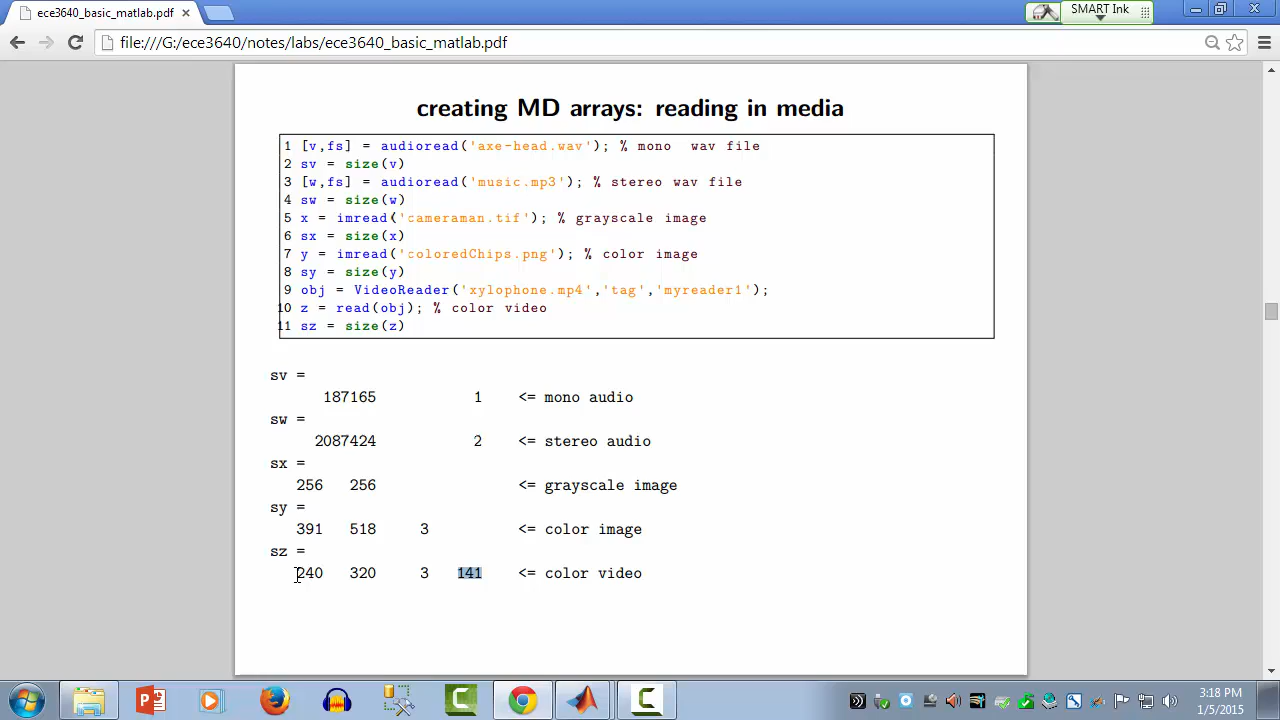 ece3640_basic_matlab.pdf
SMART Ink
file:///G:/ece3640/notes/labs/ece3640_basic_matlab.pdf
creating MD arrays: reading in media
1 [v,fs] = audioread('axe-head.wav'); % mono  wav file
2 sv = size(v)
3 [w,fs] = audioread('music.mp3'); % stereo wav file
4 sw = size(w)
5 x = imread('cameraman.tif'); % grayscale image
6 sx = size(x)
7 y = imread('coloredChips.png'); % color image
8 sy = size(y)
9 obj = VideoReader('xylophone.mp4','tag','myreader1');
10 z = read(obj); % color video
11 sz = size(z)
sv =
187165 1 <= mono audio
sw =
2087424 2 <= stereo audio
sx =
256 256 <= grayscale image
sy =
391 518 3 <= color image
sz =
240 320 3 141 <= color video
3:18 PM
1/5/2015